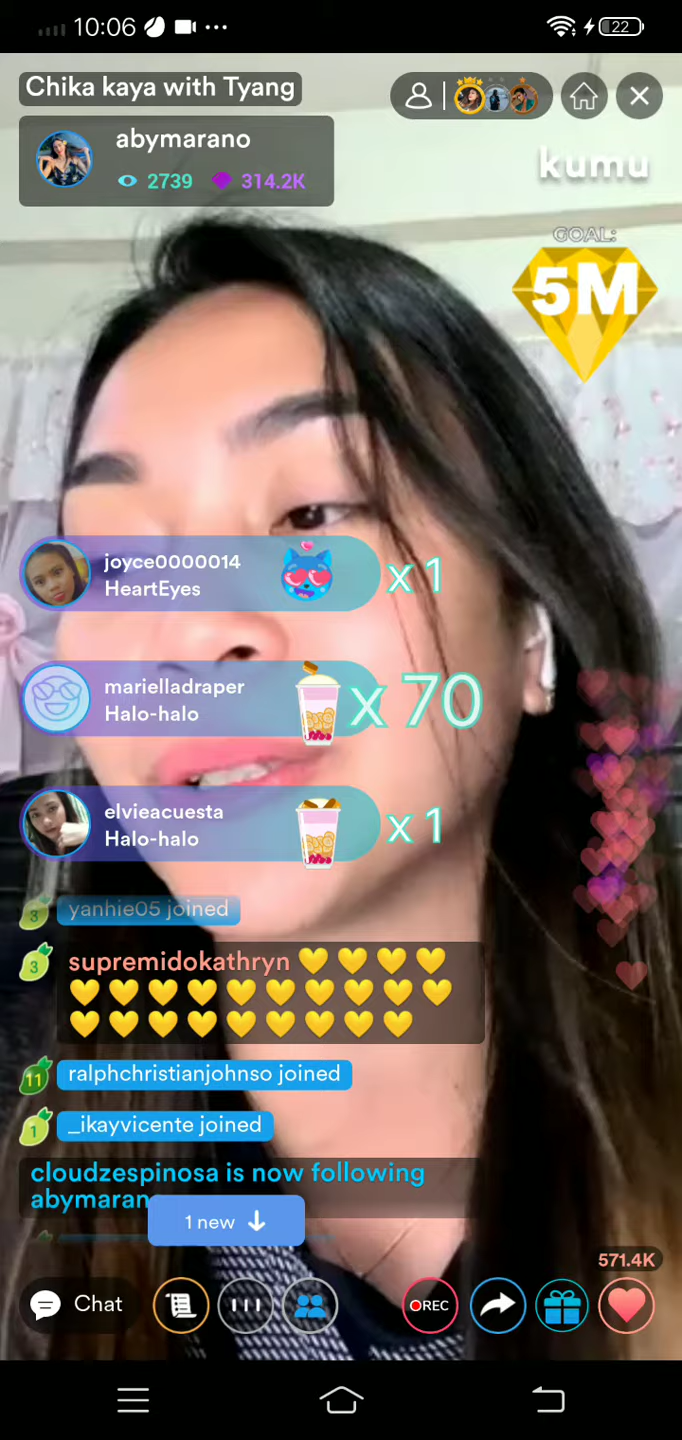 10:06
22
Chika kaya with Tyang
abymarano
2739 314.2K
kumu
GOAL:
5M
joyce0000014
HeartEyes
x 1
marielladraper
Halo-halo
x 70
elvieacuesta
Halo-halo
x 1
3 yanhie05 joined
3 supremidokathryn 💛 💛 💛 💛
💛 💛 💛 💛 💛 💛 💛 💛 💛 💛
💛 💛 💛 💛 💛 💛 💛 💛 💛
11 ralphchristianjohnso joined
1 _ikayvicente joined
cloudzespinosa is now following
abymaran
1 new
571.4K
Chat
REC